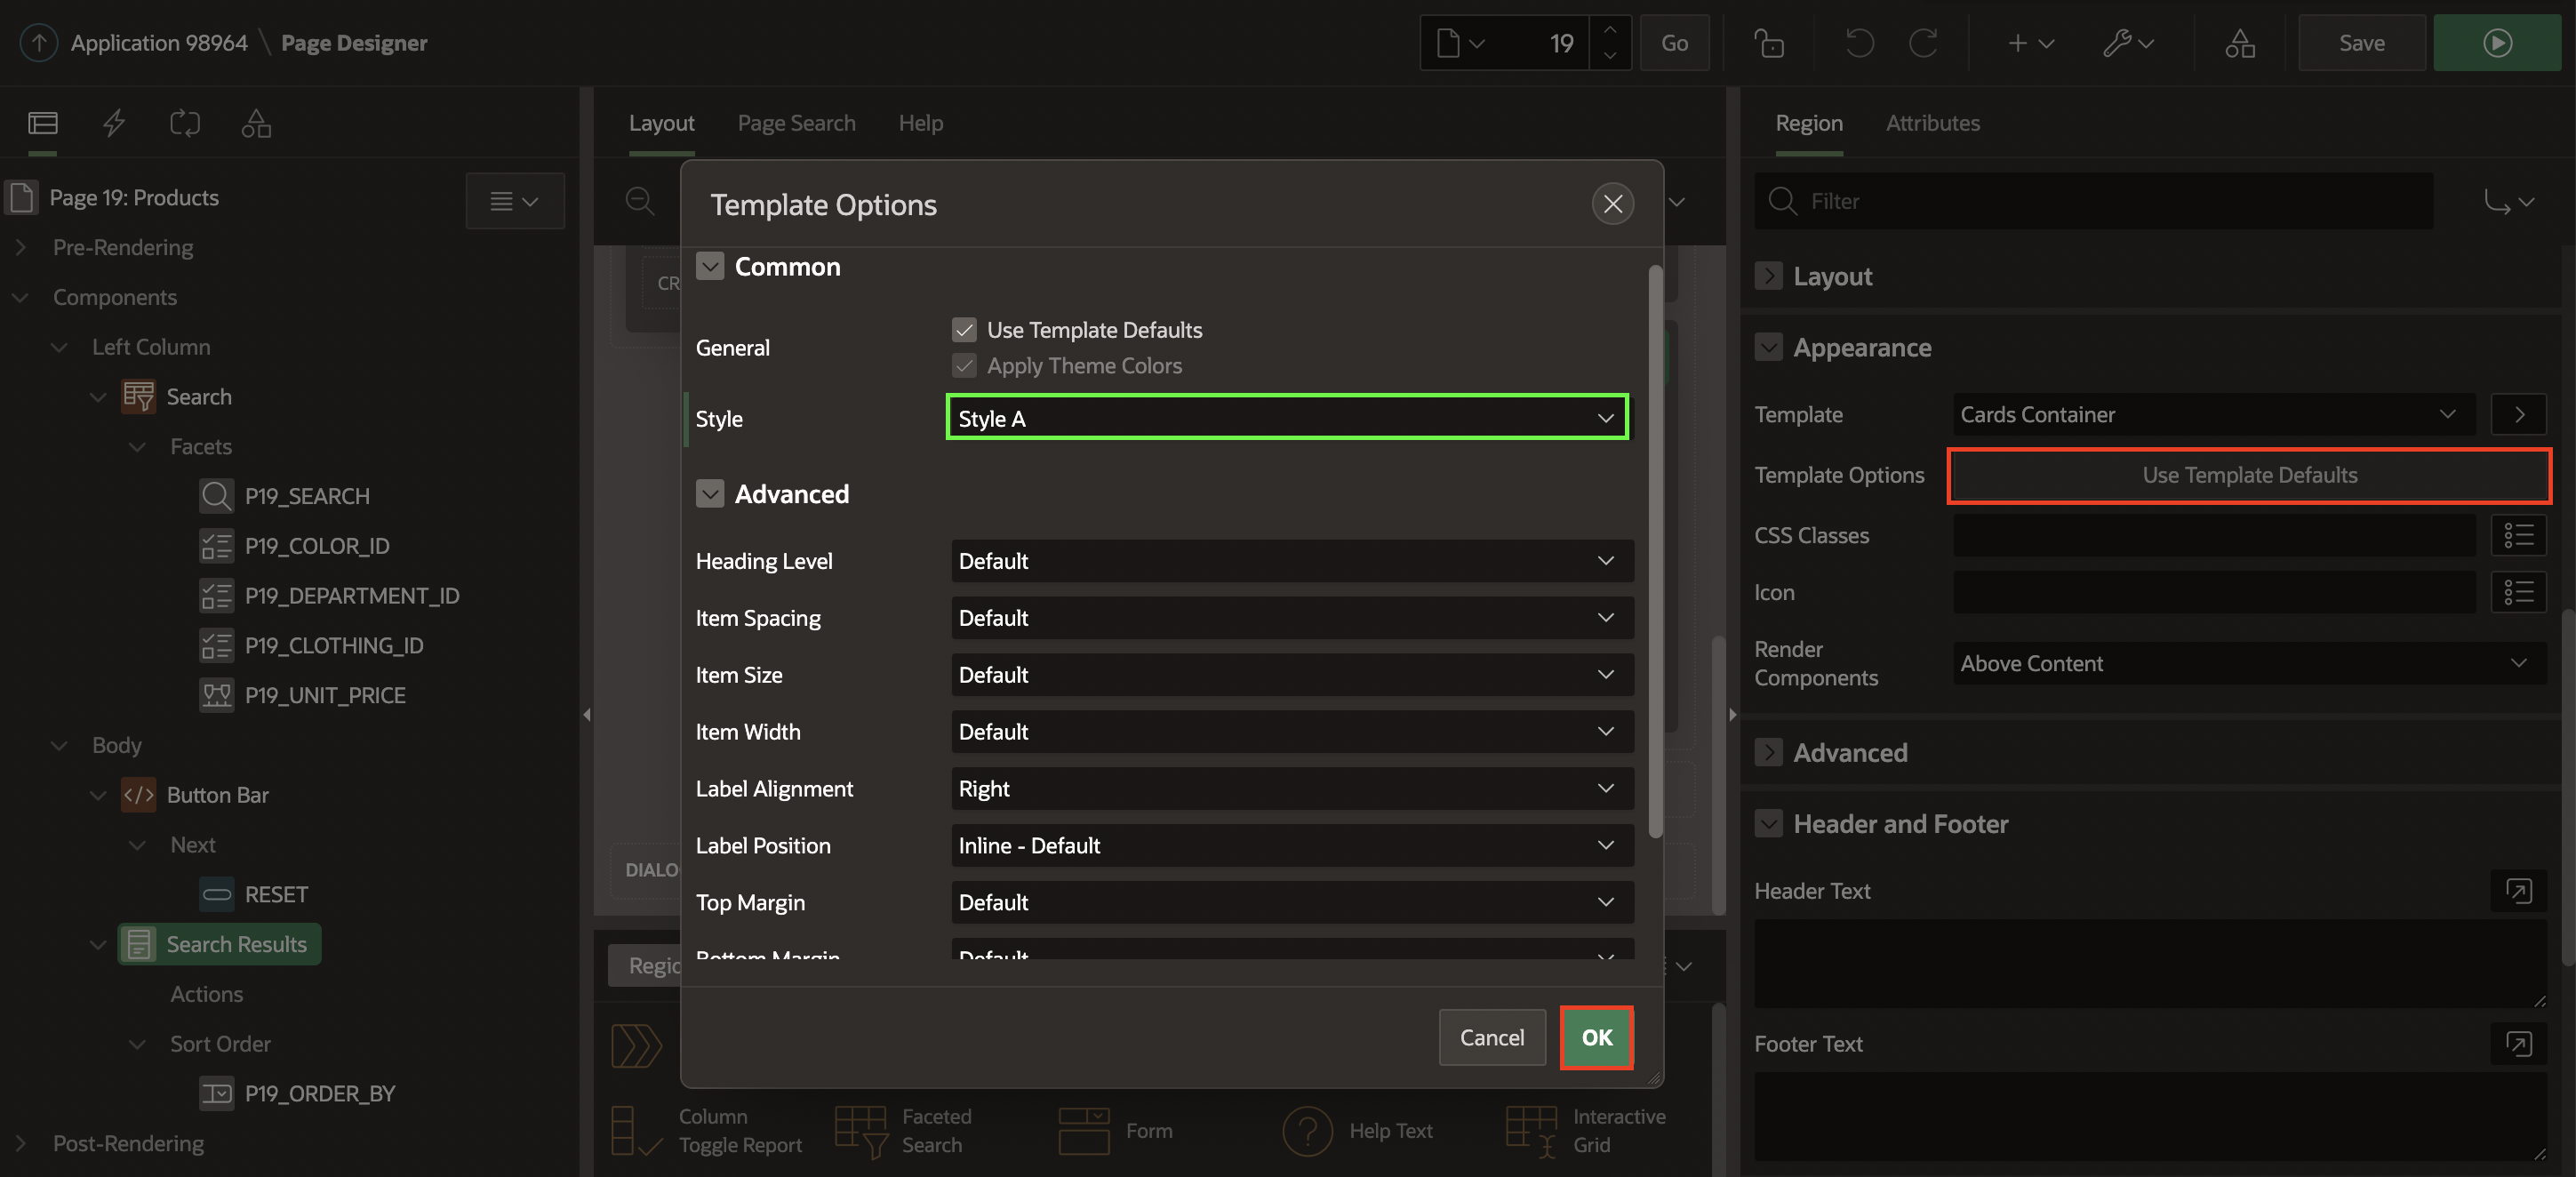 Application 98964 \ Page Designer
19
Go
Save
Layout
Page Search
Help
Region
Attributes
Page 19: Products
Pre-Rendering
Components
Left Column
Search
Facets
P19_SEARCH
P19_COLOR_ID
P19_DEPARTMENT_ID
P19_CLOTHING_ID
P19_UNIT_PRICE
Body
Button Bar
Next
RESET
Search Results
Actions
Sort Order
P19_ORDER_BY
Post-Rendering
CR
DIALO
Regic
Template Options
Common
General
Use Template Defaults
Apply Theme Colors
Style
Style A
Advanced
Heading Level
Default
Item Spacing
Default
Item Size
Default
Item Width
Default
Label Alignment
Right
Label Position
Inline - Default
Top Margin
Default
Bottom Margin
Default
Cancel
OK
Column
Toggle Report
Faceted
Search
Form
Help Text
Interactive
Grid
Filter
Layout
Appearance
Template
Cards Container
Template Options
Use Template Defaults
CSS Classes
Icon
Render
Components
Above Content
Advanced
Header and Footer
Header Text
Footer Text